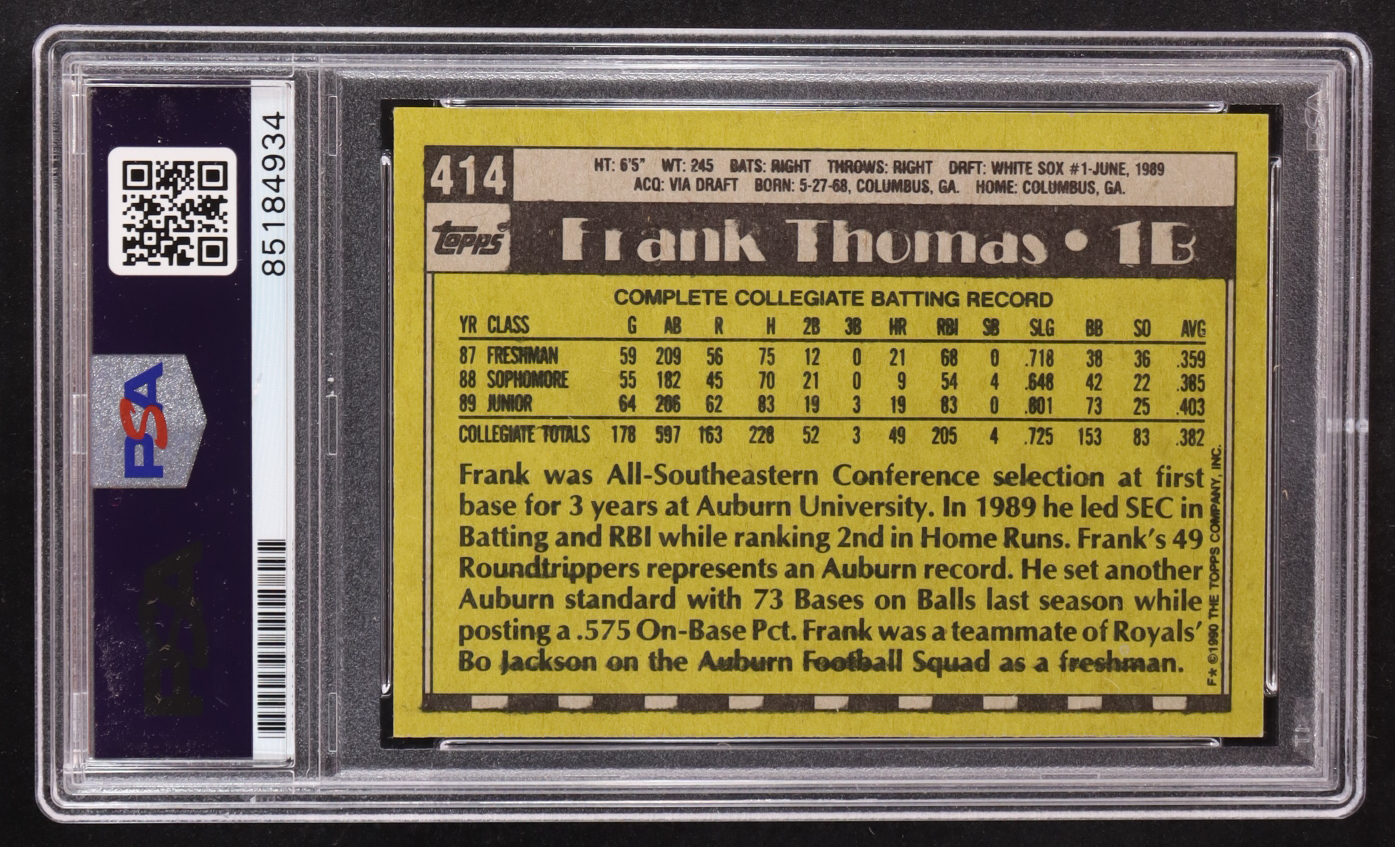 85184934
PSA
PSA
414
HT: 6'5" WT: 245 BATS: RIGHT THROWS: RIGHT DRFT: WHITE SOX #1-JUNE, 1989
ACQ: VIA DRAFT BORN: 5-27-68, COLUMBUS, GA. HOME: COLUMBUS, GA.
topps®
Frank Thomas • 1B
COMPLETE COLLEGIATE BATTING RECORD
YR CLASS G AB R H 2B 3B HR RBI SB SLG BB SO AVG
87 FRESHMAN 59 209 56 75 12 0 21 68 0 .718 38 36 .359
88 SOPHOMORE 55 182 45 70 21 0 9 54 4 .648 42 22 .385
89 JUNIOR 64 206 62 83 19 3 19 83 0 .801 73 25 .403
COLLEGIATE TOTALS 178 597 163 228 52 3 49 205 4 .725 153 83 .382
Frank was All-Southeastern Conference selection at first
base for 3 years at Auburn University. In 1989 he led SEC in
Batting and RBI while ranking 2nd in Home Runs. Frank's 49
Roundtrippers represents an Auburn record. He set another
Auburn standard with 73 Bases on Balls last season while
posting a .575 On-Base Pct. Frank was a teammate of Royals'
Bo Jackson on the Auburn Football Squad as a freshman.
F★ ©1990 THE TOPPS COMPANY, INC.